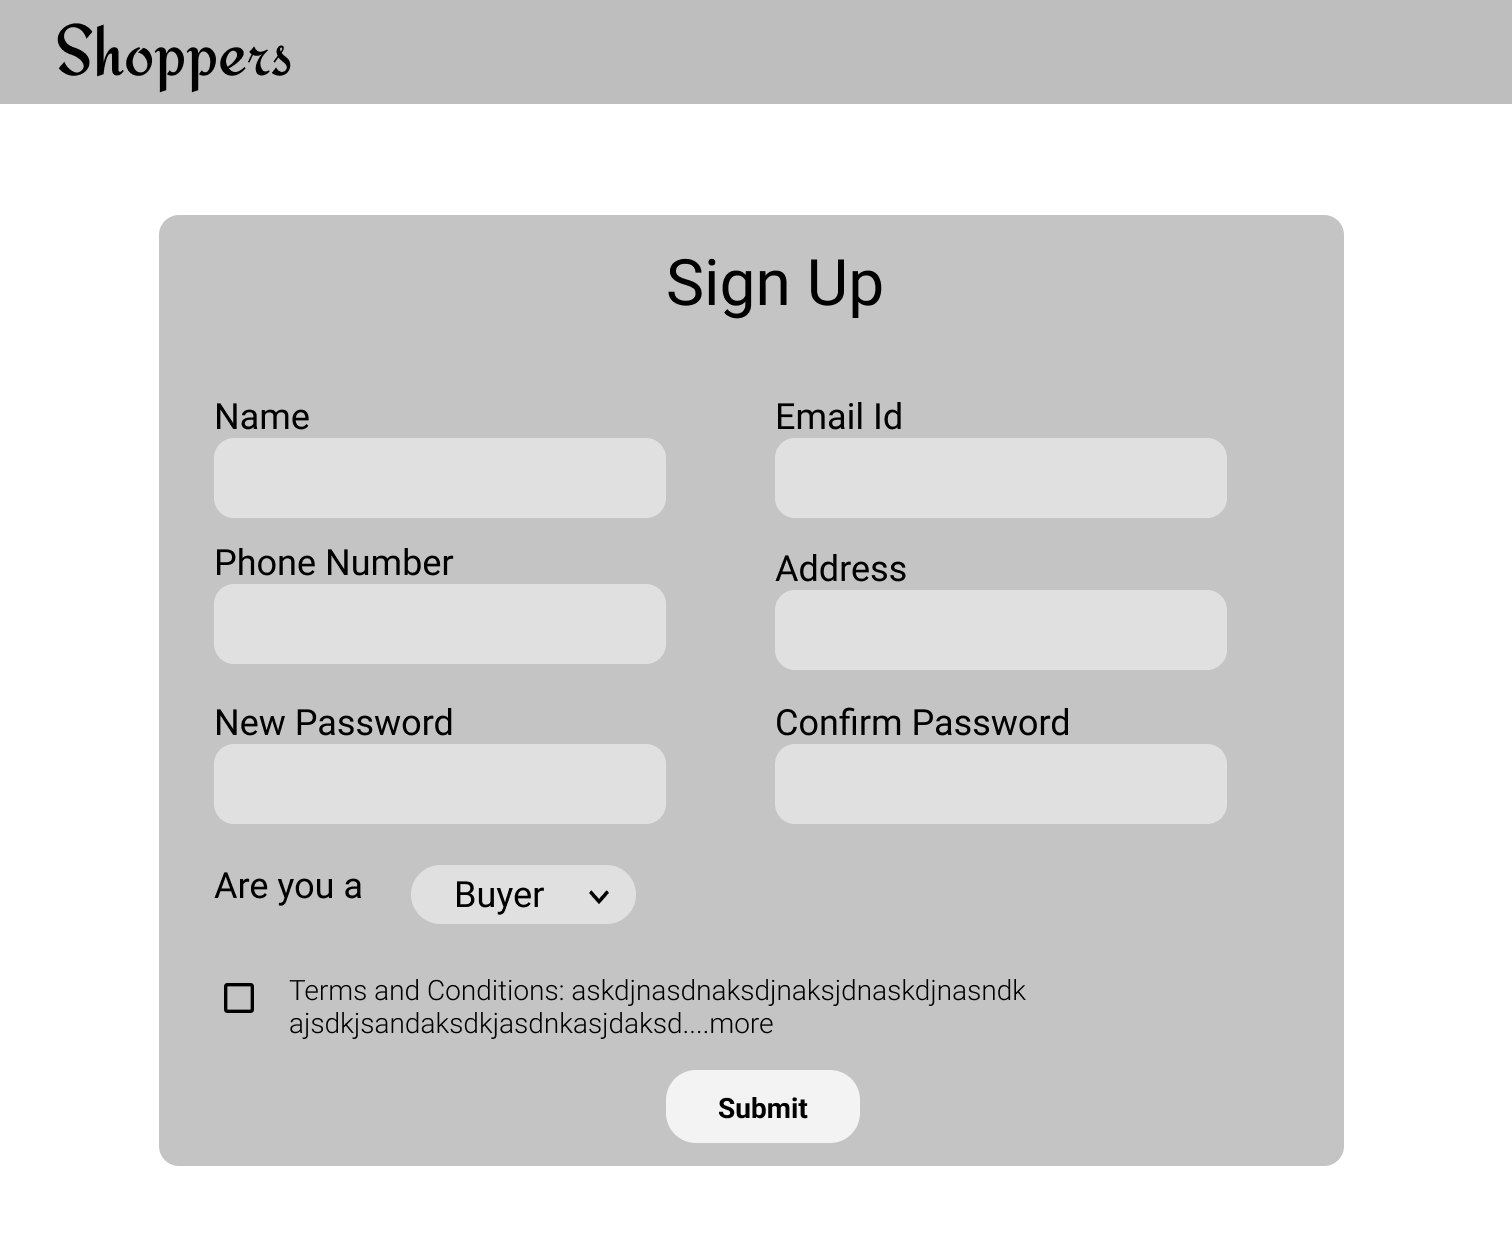 Shoppers
Sign Up
Name
Email Id
Phone Number
Address
New Password
Confirm Password
Are you a
Buyer
Terms and Conditions: askdjnasdnaksdjnaksjdnaskdjnasndk
ajsdkjsandaksdkjasdnkasjdaksd....more
Submit